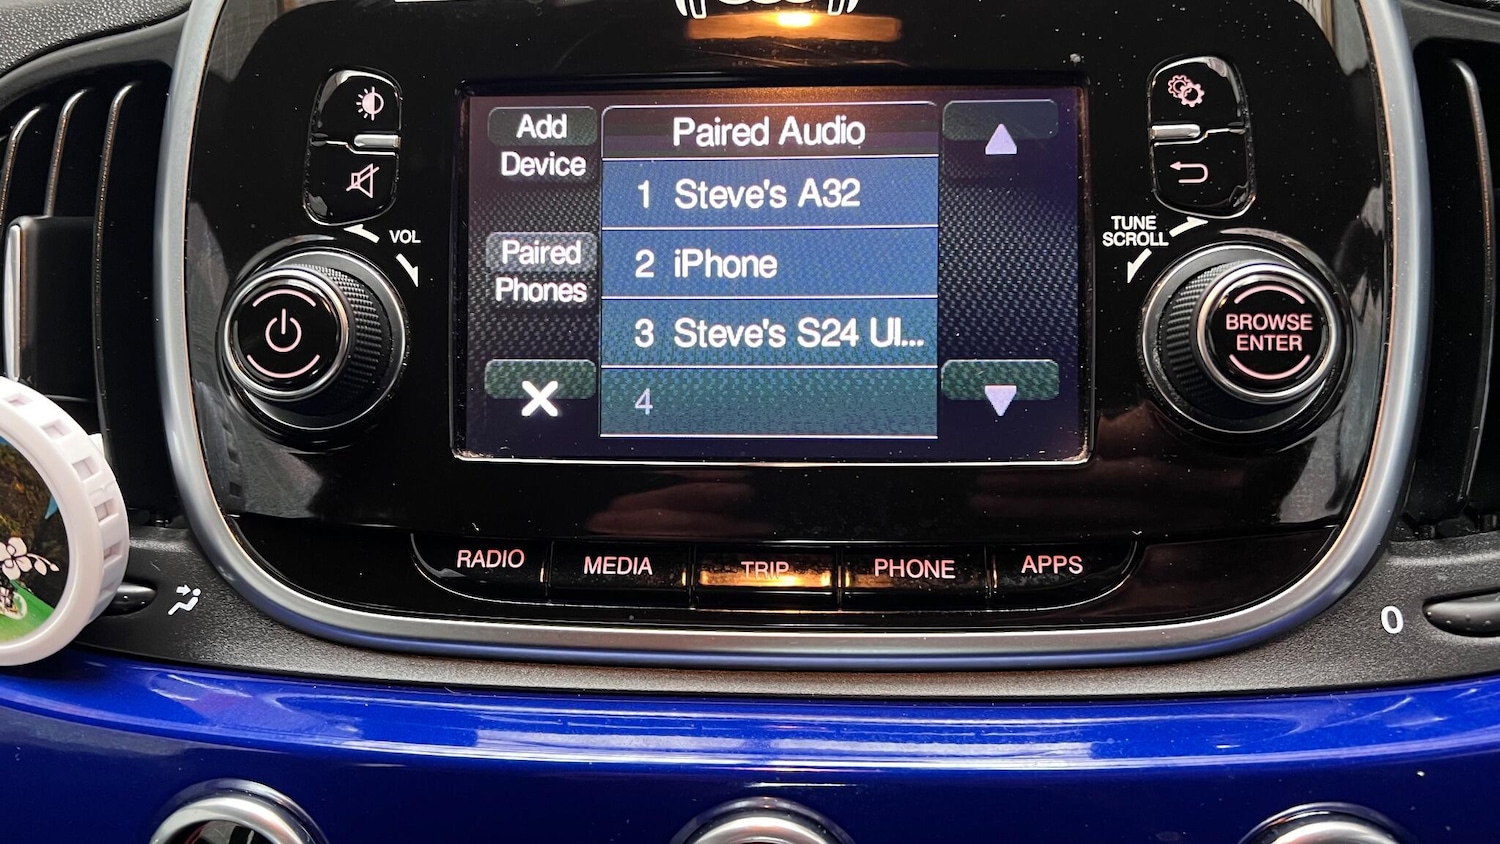 Add
Device
Paired Audio
1 Steve's A32
Paired
Phones
2 iPhone
3 Steve's S24 Ul...
4
VOL
TUNE
SCROLL
BROWSE
ENTER
RADIO
MEDIA
TRIP
PHONE
APPS
0